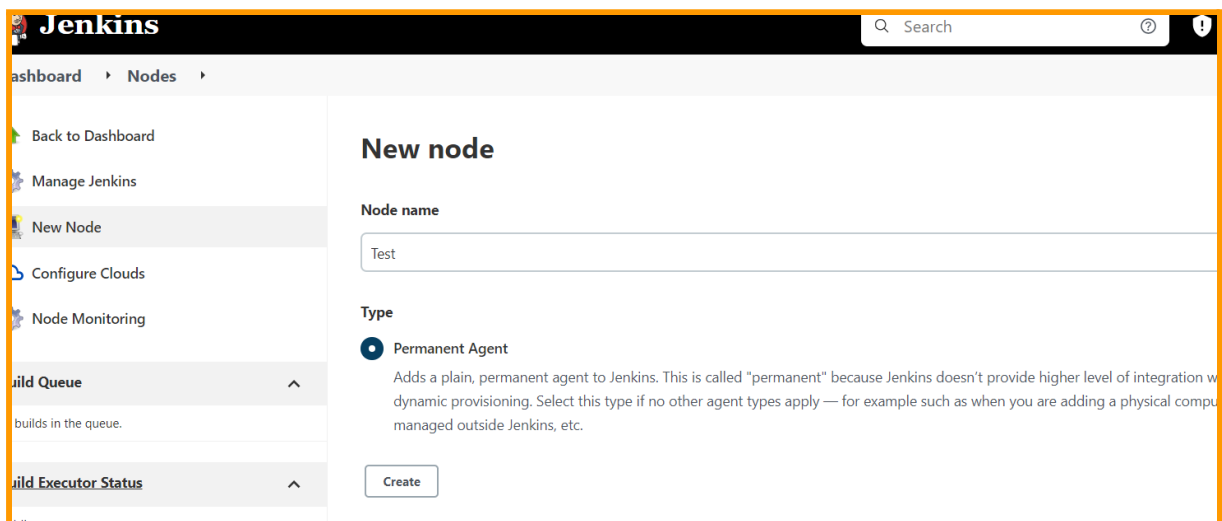 Jenkins
Search
ashboard Nodes
Back to Dashboard
Manage Jenkins
New Node
Configure Clouds
Node Monitoring
uild Queue
builds in the queue.
uild Executor Status
New node
Node name
Test
Type
Permanent Agent
Adds a plain, permanent agent to Jenkins. This is called "permanent" because Jenkins doesn't provide higher level of integration w
dynamic provisioning. Select this type if no other agent types apply — for example such as when you are adding a physical compu
managed outside Jenkins, etc.
Create